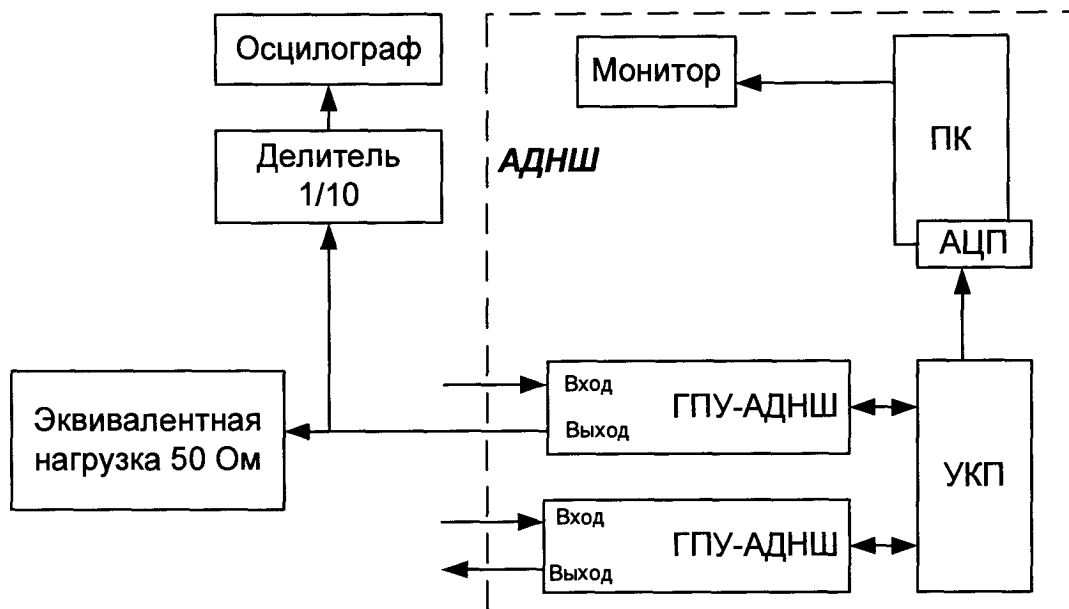 Осцилограф
Делитель
1/10
Эквивалентная
нагрузка 50 Ом
АДНШ
Монитор
ПК
АЦП
Вход
ГПУ-АДНШ
Выход
УКП
Вход
ГПУ-АДНШ
Выход